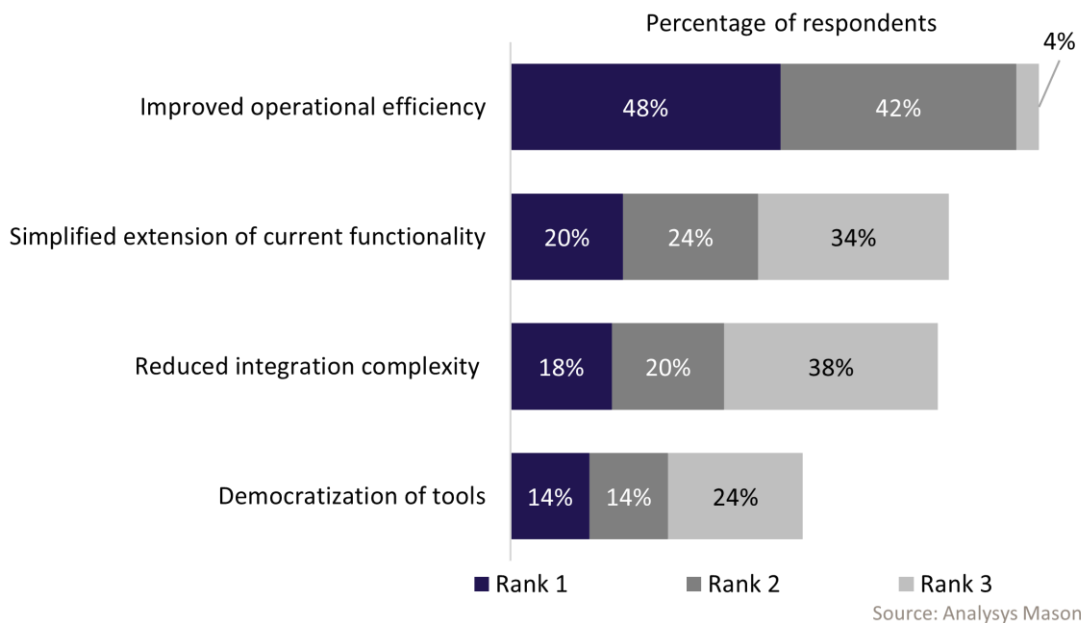 Percentage of respondents
4%
Improved operational efficiency
48%
42%
Simplified extension of current functionality
20%
24%
34%
Reduced integration complexity
18%
20%
38%
Democratization of tools
14%
14%
24%
Rank 1
Rank 2
Rank 3
Source: Analysys Mason